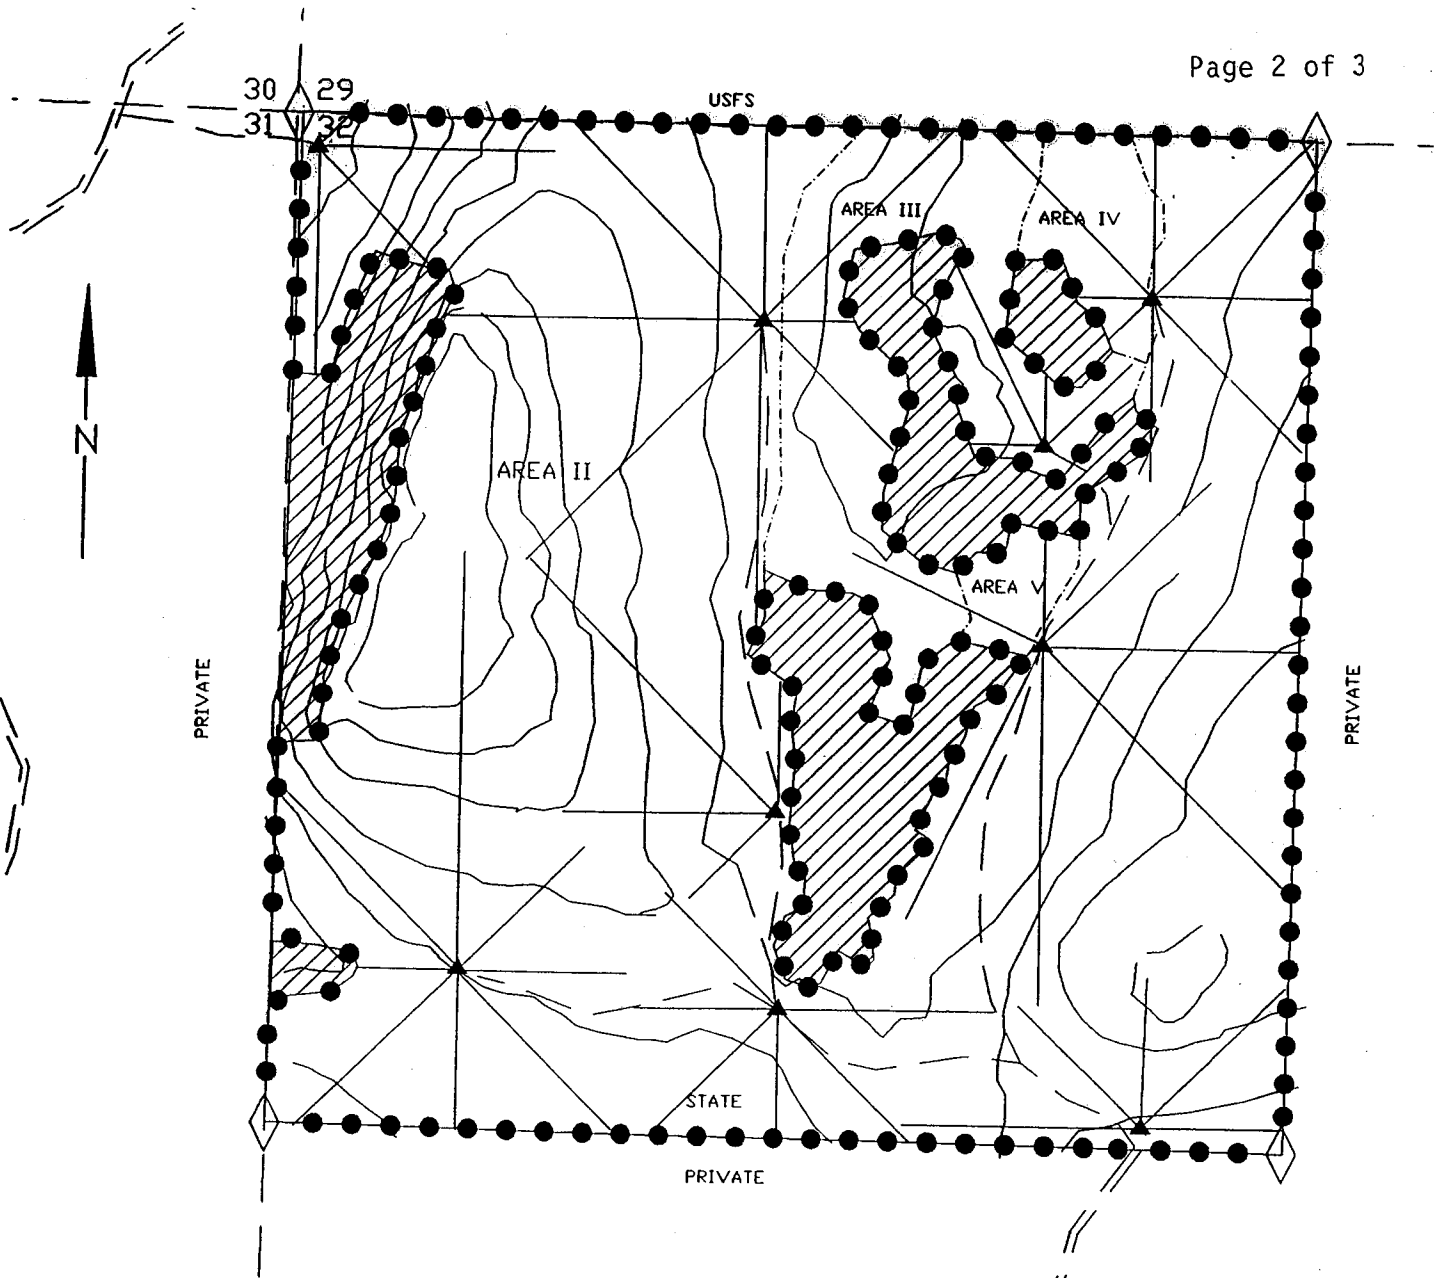 Page 2 of 3
30 29
USFS
31 32
AREA III
AREA IV
N
AREA II
AREA V
PRIVATE
PRIVATE
STATE
PRIVATE